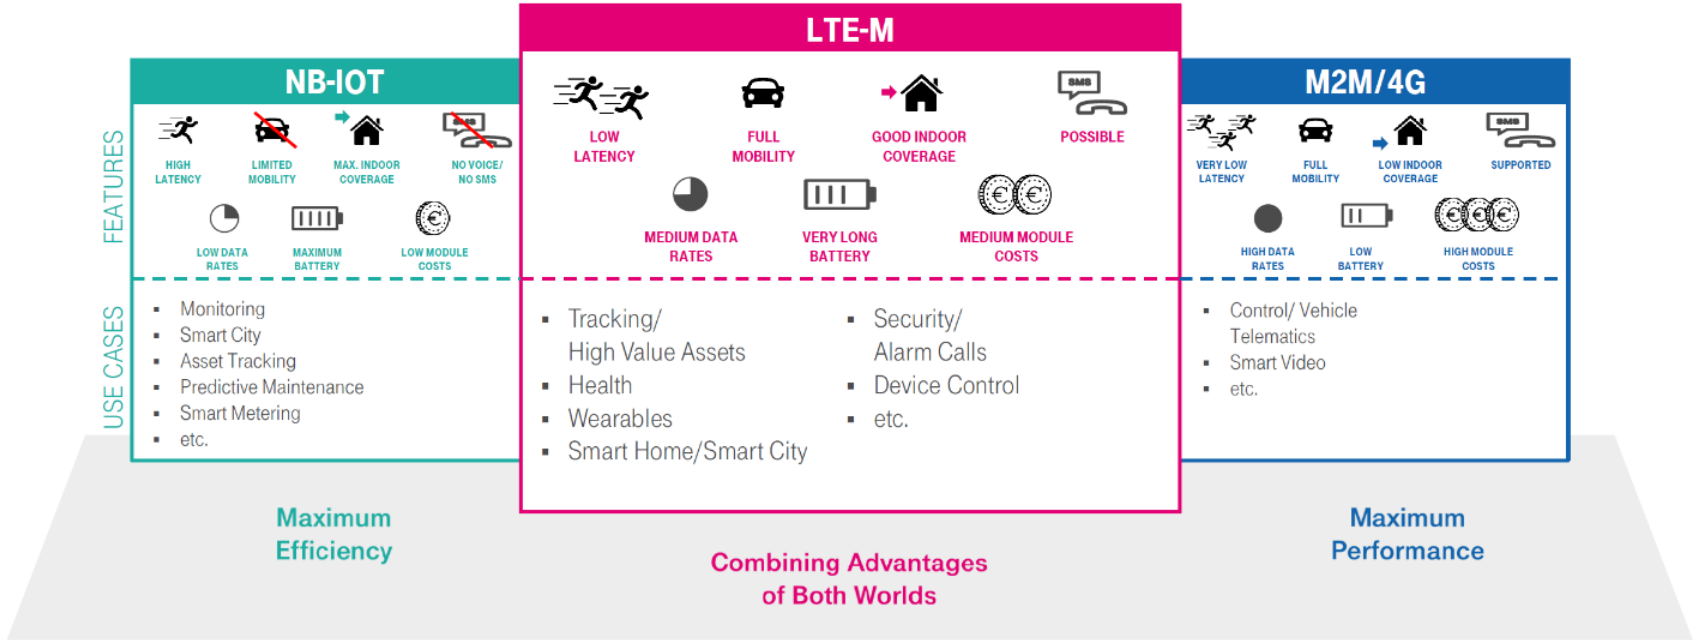 LTE-M
NB-IOT
M2M/4G
FEATURES
HIGH
LATENCY
LIMITED
MOBILITY
MAX. INDOOR
COVERAGE
SMS
NO VOICE/
NO SMS
€
LOW DATA
RATES
MAXIMUM
BATTERY
LOW MODULE
COSTS
LOW
LATENCY
FULL
MOBILITY
GOOD INDOOR
COVERAGE
SMS
POSSIBLE
€ €
MEDIUM DATA
RATES
VERY LONG
BATTERY
MEDIUM MODULE
COSTS
VERY LOW
LATENCY
FULL
MOBILITY
LOW INDOOR
COVERAGE
SMS
SUPPORTED
€ € €
HIGH DATA
RATES
LOW
BATTERY
HIGH MODULE
COSTS
USE CASES
▪ Monitoring
▪ Smart City
▪ Asset Tracking
▪ Predictive Maintenance
▪ Smart Metering
▪ etc.
▪ Tracking/
High Value Assets
▪ Health
▪ Wearables
▪ Smart Home/Smart City
▪ Security/
Alarm Calls
▪ Device Control
▪ etc.
▪ Control/ Vehicle
Telematics
▪ Smart Video
▪ etc.
Maximum
Efficiency
Combining Advantages
of Both Worlds
Maximum
Performance